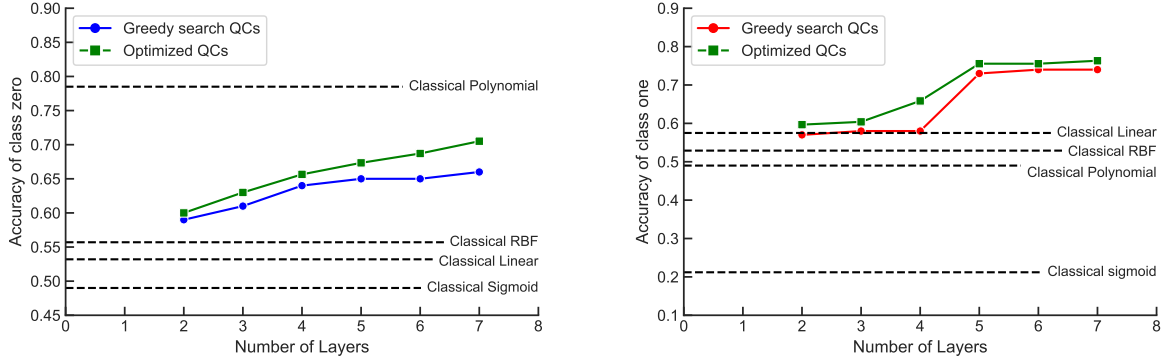 Accuracy of class zero
0.90
0.85
0.80
0.75
0.70
0.65
0.60
0.55
0.50
0.45
Greedy search QCs
Optimized QCs
Classical Polynomial
Classical RBF
Classical Linear
Classical Sigmoid
0 1 2 3 4 5 6 7 8
Number of Layers
Accuracy of class one
0.9
0.8
0.7
0.6
0.5
0.4
0.3
0.2
0.1
Greedy search QCs
Optimized QCs
Classical Linear
Classical RBF
Classical Polynomial
Classical sigmoid
0 1 2 3 4 5 6 7 8
Number of Layers